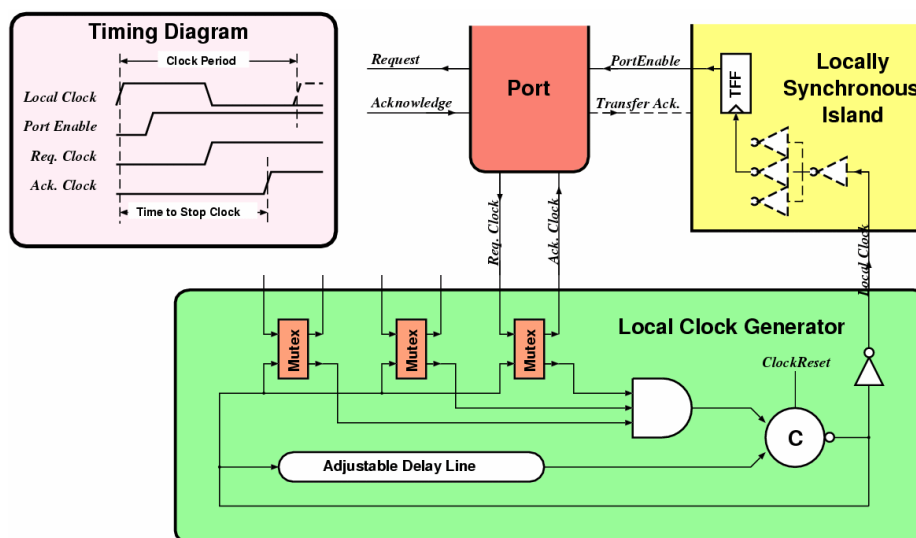 Timing Diagram
Clock Period
Local Clock
Port Enable
Req. Clock
Ack. Clock
Time to Stop Clock
Request
Acknowledge
Port
PortEnable
Transfer Ack.
TFF
Locally
Synchronous
Island
Req. Clock
Ack. Clock
Local Clock
Local Clock Generator
Mutex
Mutex
Mutex
ClockReset
C
Adjustable Delay Line